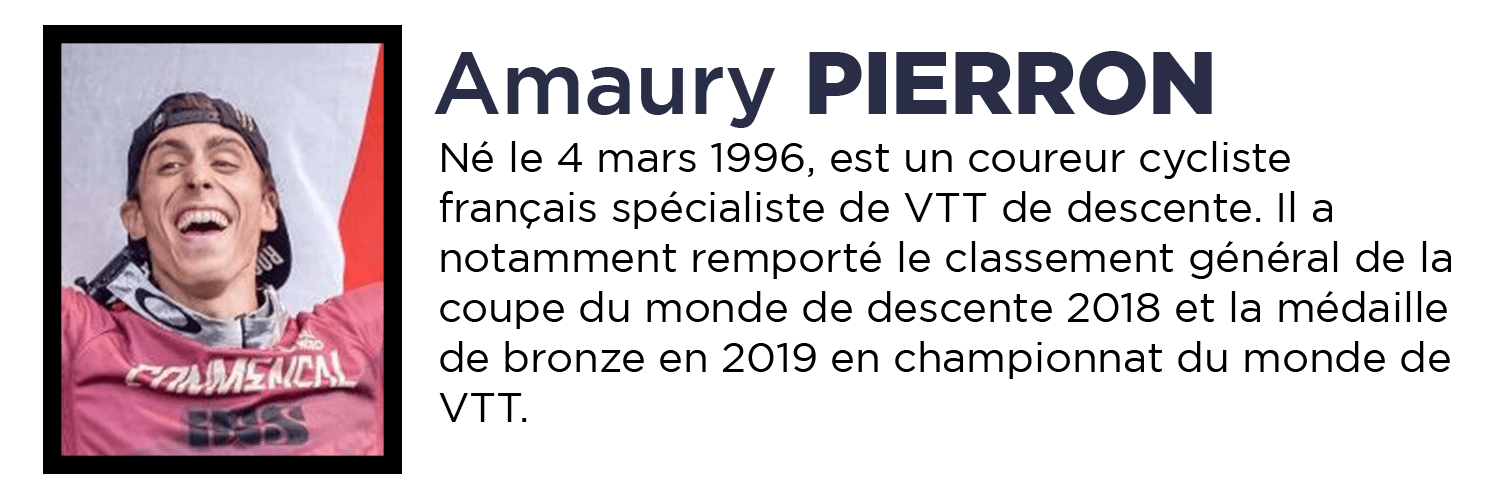 Amaury PIERRON
Né le 4 mars 1996, est un coureur cycliste
français spécialiste de VTT de descente. Il a
notamment remporté le classement général de la
coupe du monde de descente 2018 et la médaille
de bronze en 2019 en championnat du monde de
VTT.
COMMENCAL